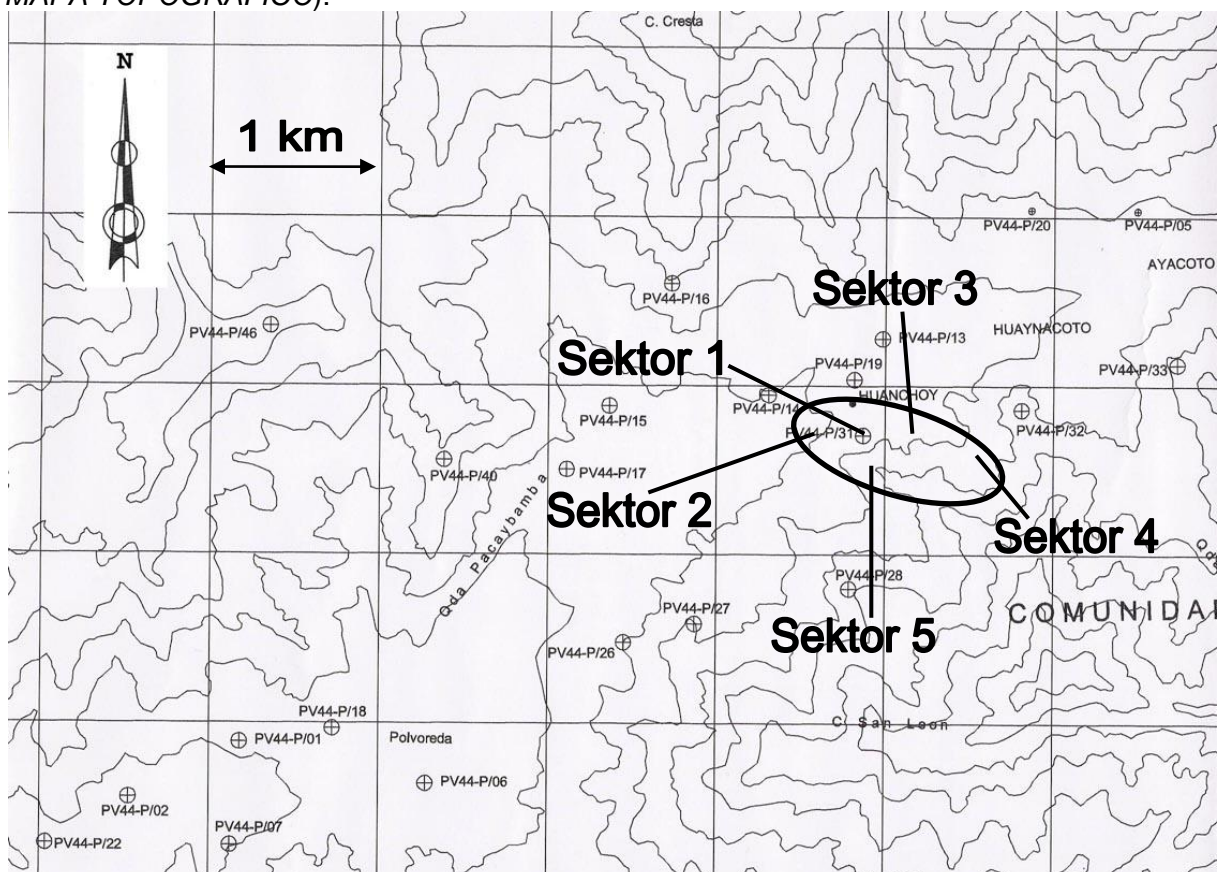 MAPA TOPOGRÁFICO).
C. Cresta
N
1 km
PV44-P/20
PV44-P/05
AYACOTO
PV44-P/16
Sektor 3
PV44-P/46
HUAYNACOTO
PV44-P/13
Sektor 1
PV44-P/19
PV44-P/33
HUANCHOY
PV44-P/14
PV44-P/15
PV44-P/31
PV44-P/32
PV44-P/40
PV44-P/17
Sektor 2
Sektor 4
Qda Pacaybamba
Qda
PV44-P/28
COMUNIDA
PV44-P/27
Sektor 5
PV44-P/26
PV44-P/18
C. San Leon
PV44-P/01
Polvoreda
PV44-P/06
PV44-P/02
PV44-P/07
PV44-P/22